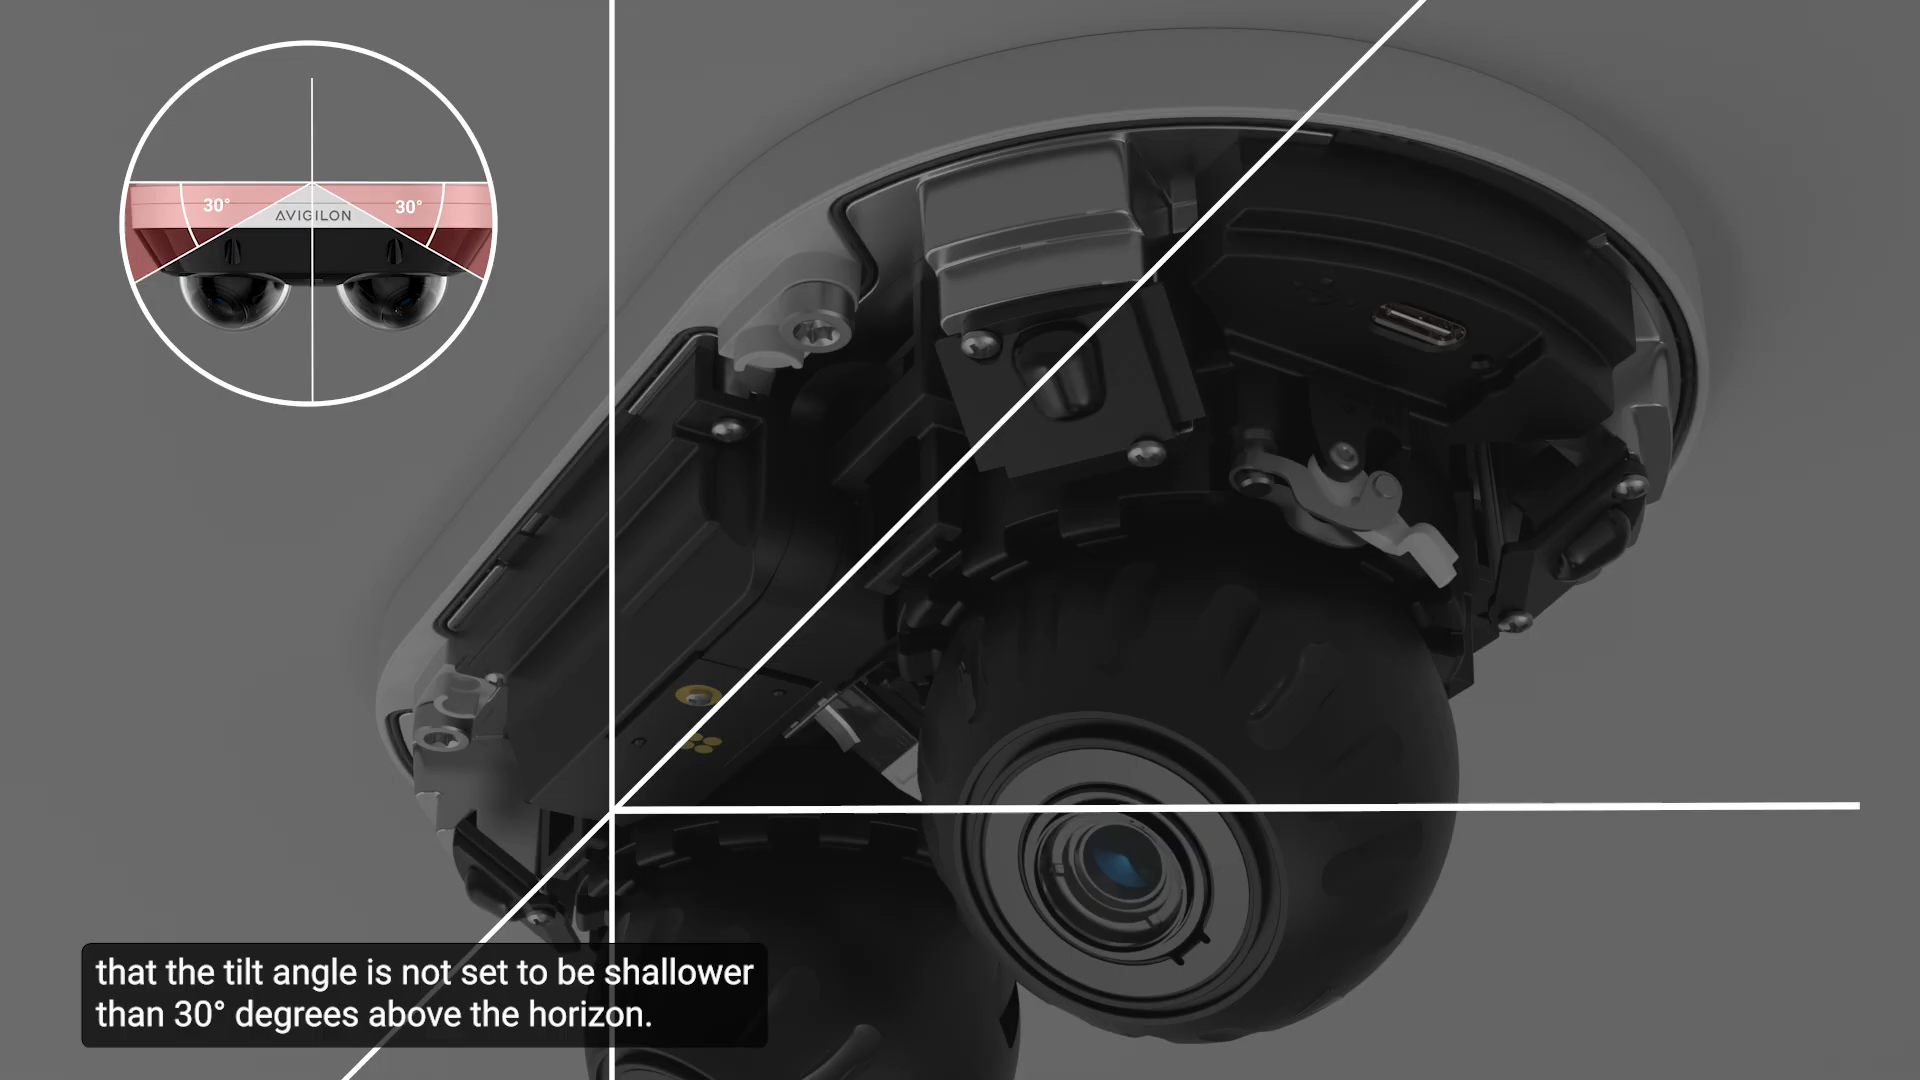 30°
30°
AVIGILON
that the tilt angle is not set to be shallower
than 30° degrees above the horizon.